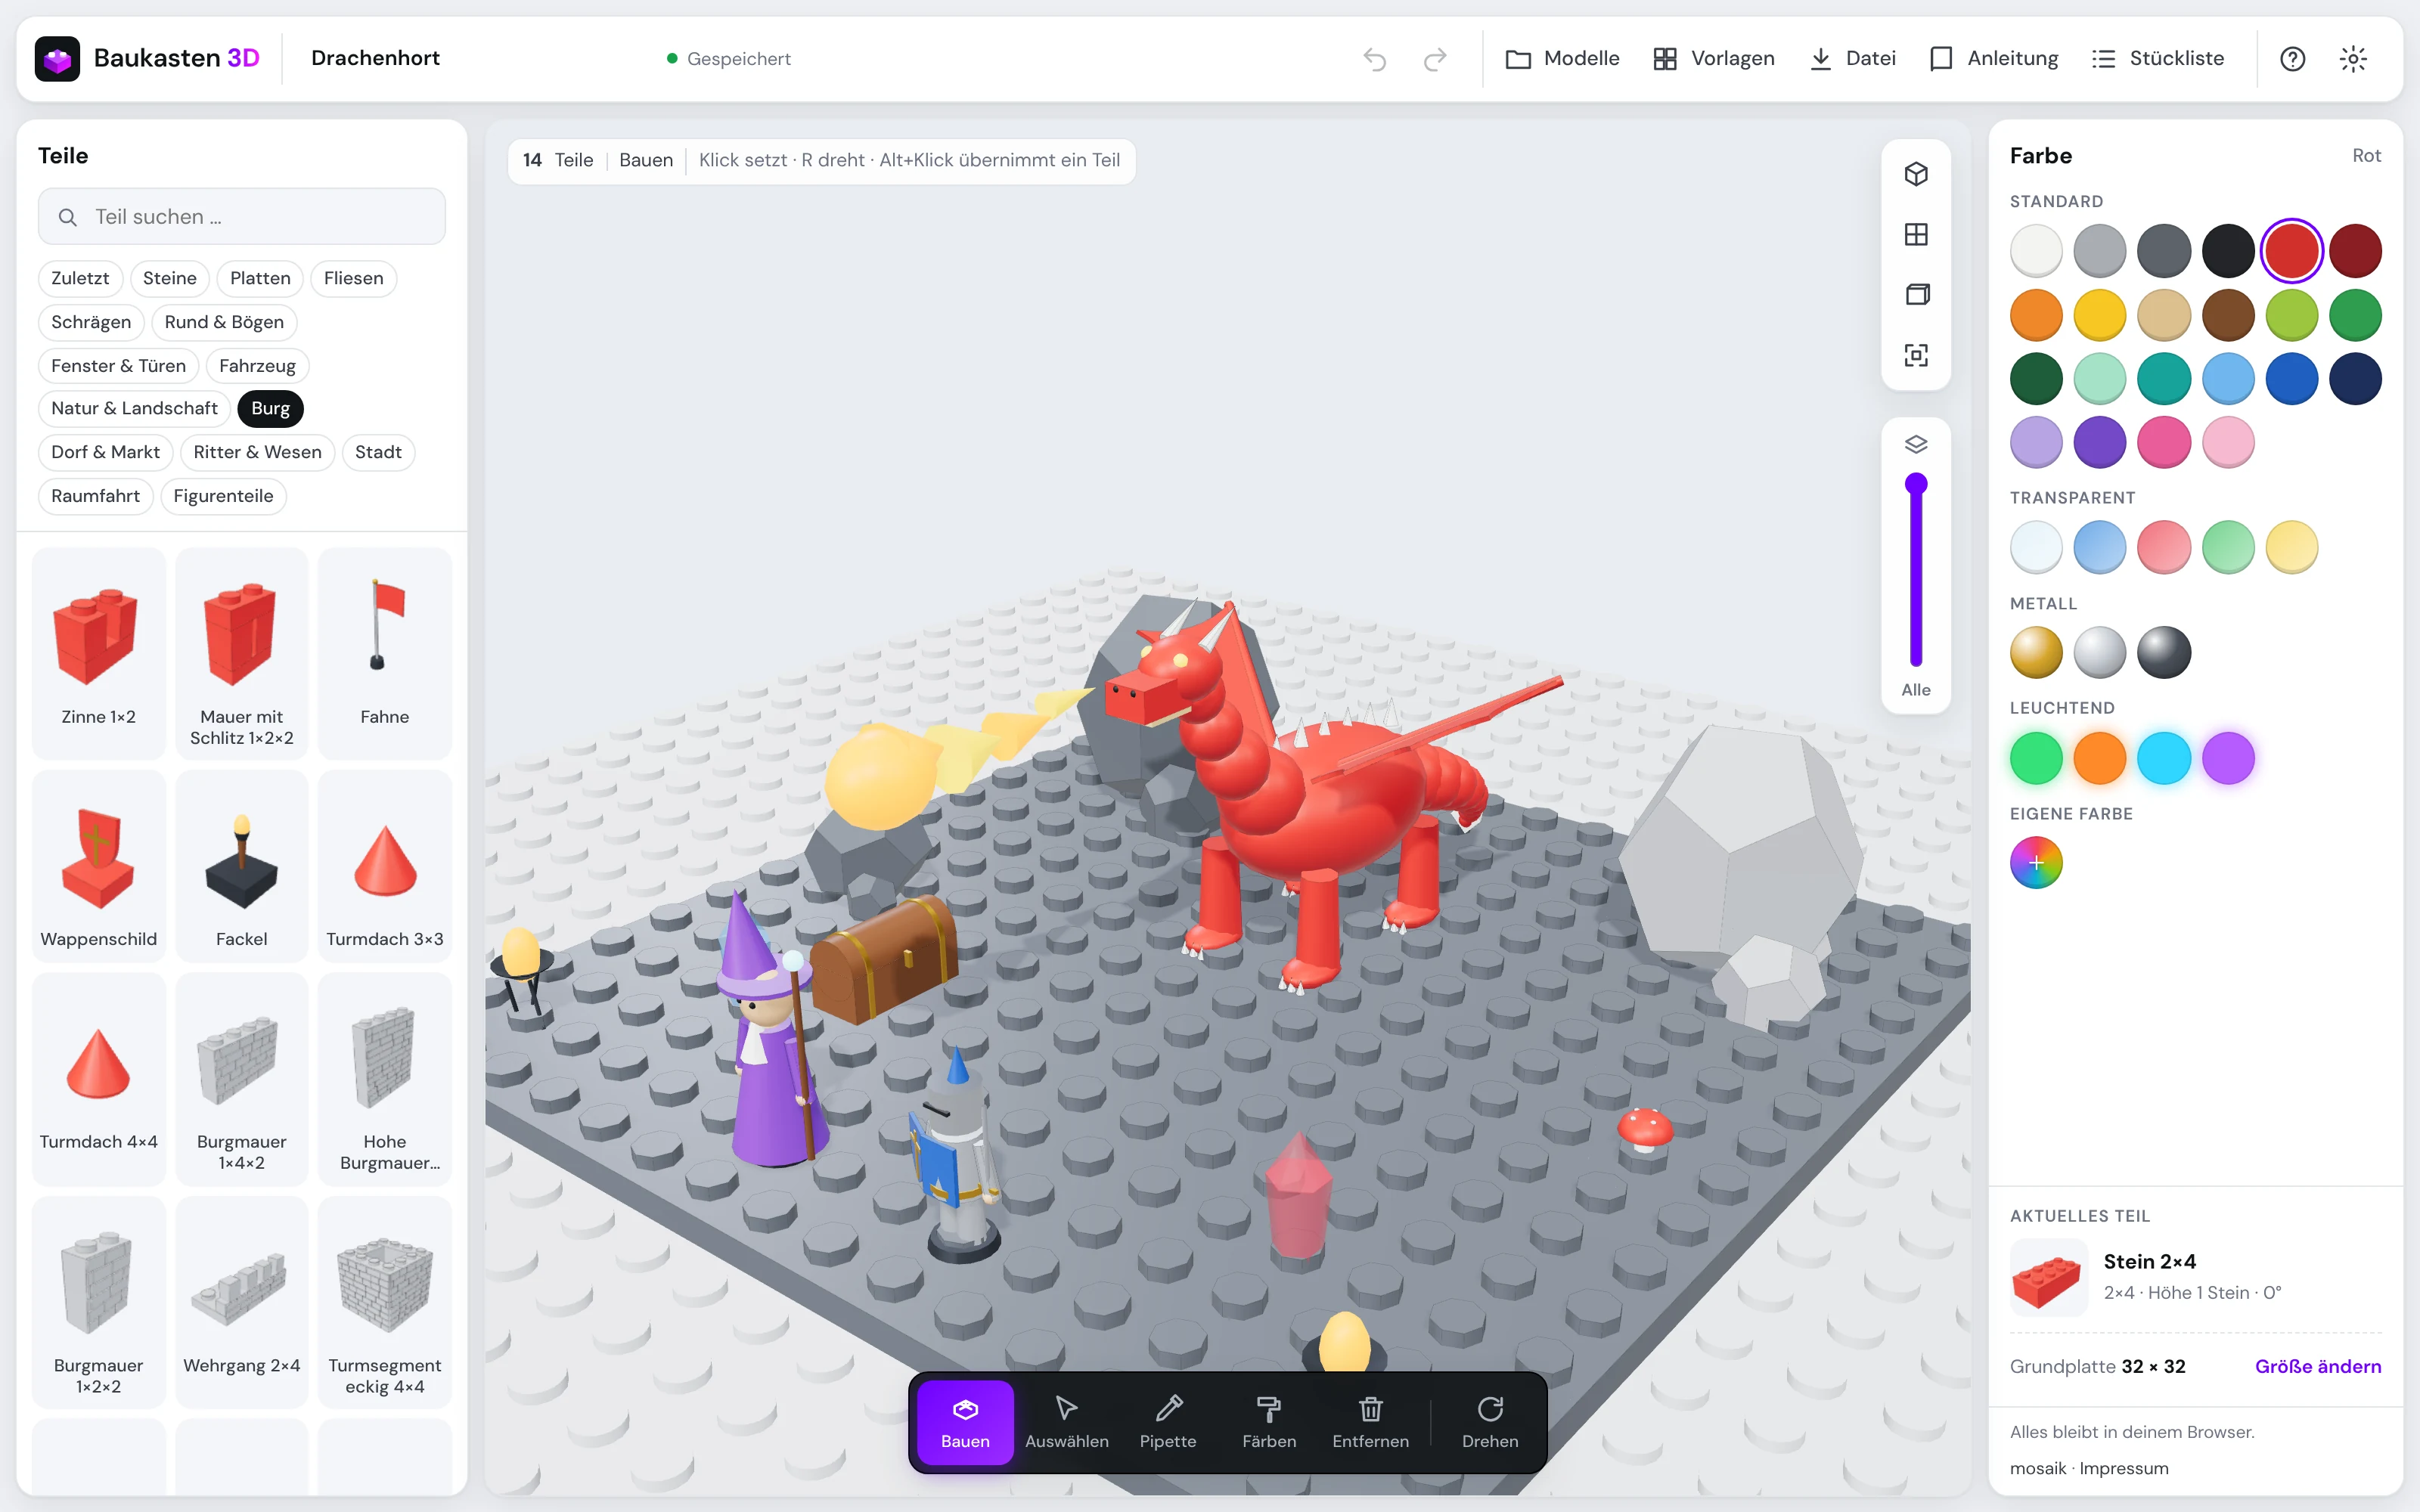 Baukasten 3D
Drachenhort
Gespeichert
Modelle
Vorlagen
Datei
Anleitung
Stückliste
Teile
Teil suchen ...
Zuletzt
Steine
Platten
Fliesen
Schrägen
Rund & Bögen
Fenster & Türen
Fahrzeug
Natur & Landschaft
Burg
Dorf & Markt
Ritter & Wesen
Stadt
Raumfahrt
Figurenteile
Zinne 1×2
Mauer mit
Schlitz 1×2×2
Fahne
Wappenschild
Fackel
Turmdach 3×3
Turmdach 4×4
Burgmauer
1×4×2
Hohe
Burgmauer...
Burgmauer
1×2×2
Wehrgang 2×4
Turmsegment
eckig 4×4
14 Teile
Bauen
Klick setzt · R dreht · Alt+Klick übernimmt ein Teil
Alle
Bauen
Auswählen
Pipette
Färben
Entfernen
Drehen
Farbe
Rot
STANDARD
TRANSPARENT
METALL
LEUCHTEND
EIGENE FARBE
AKTUELLES TEIL
Stein 2×4
2×4 · Höhe 1 Stein · 0°
Grundplatte 32 × 32
Größe ändern
Alles bleibt in deinem Browser.
mosaik · Impressum